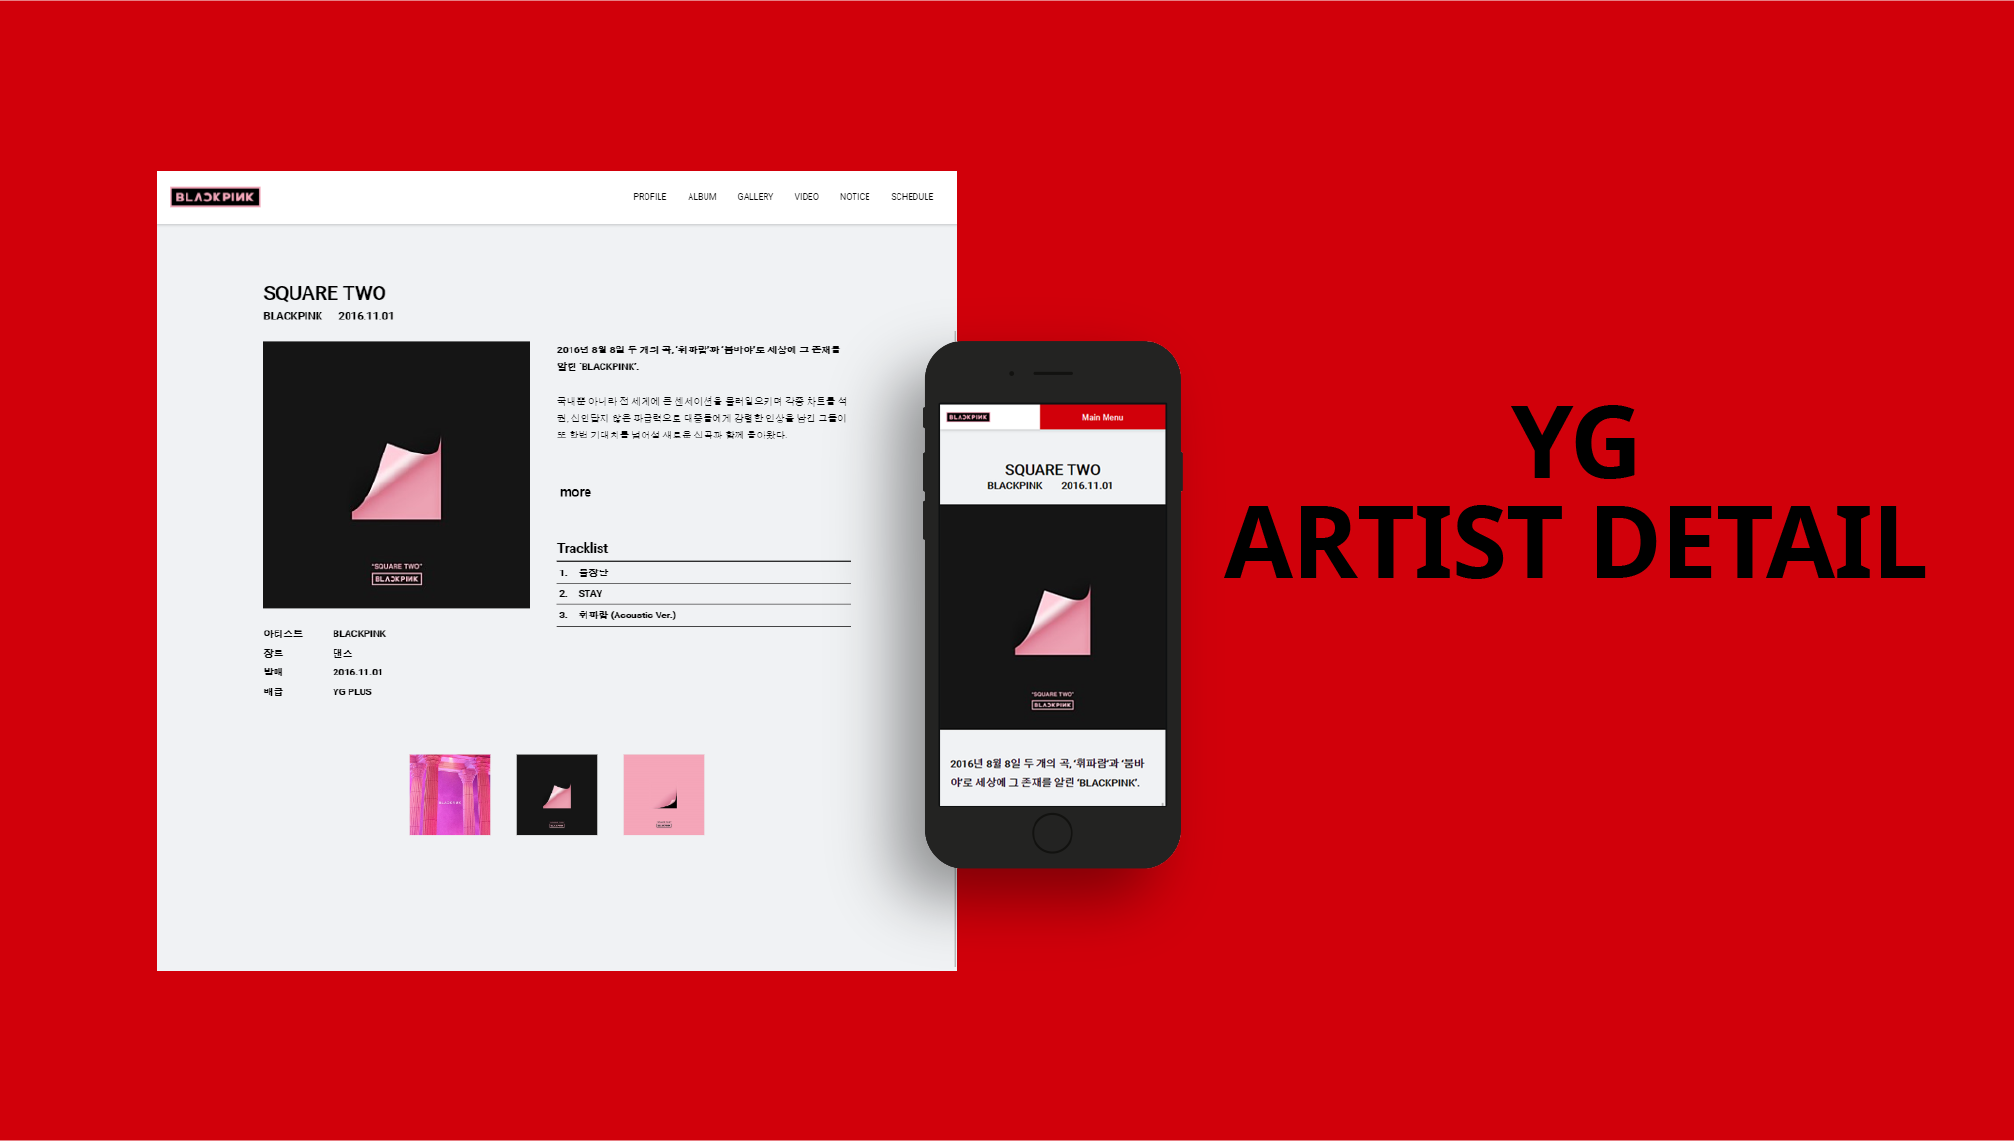 BLACKPINK
PROFILE ALBUM GALLERY VIDEO NOTICE SCHEDULE
SQUARE TWO
BLACKPINK 2016.11.01
2016년 8월 8일 두 개의 곡, '휘파람'과 '붐바야'로 세상에 그 존재를
알린 'BLACKPINK'.
국내뿐 아니라 전 세계에 큰 센세이션을 불러일으키며 각종 차트를 석
권, 신인답지 않은 파급력으로 대중들에게 강렬한 인상을 남긴 그들이
또 한번 기대치를 넘어설 새로운 신곡과 함께 돌아왔다.
more
Tracklist
1. 불장난
2. STAY
3. 휘파람 (Acoustic Ver.)
"SQUARE TWO"
BLACKPINK
아티스트 BLACKPINK
장르 댄스
발매 2016.11.01
배급 YG PLUS
BLACKPINK
Main Menu
SQUARE TWO
BLACKPINK 2016.11.01
"SQUARE TWO"
BLACKPINK
2016년 8월 8일 두 개의 곡, '휘파람'과 '붐바
야'로 세상에 그 존재를 알린 'BLACKPINK'.
YG
ARTIST DETAIL